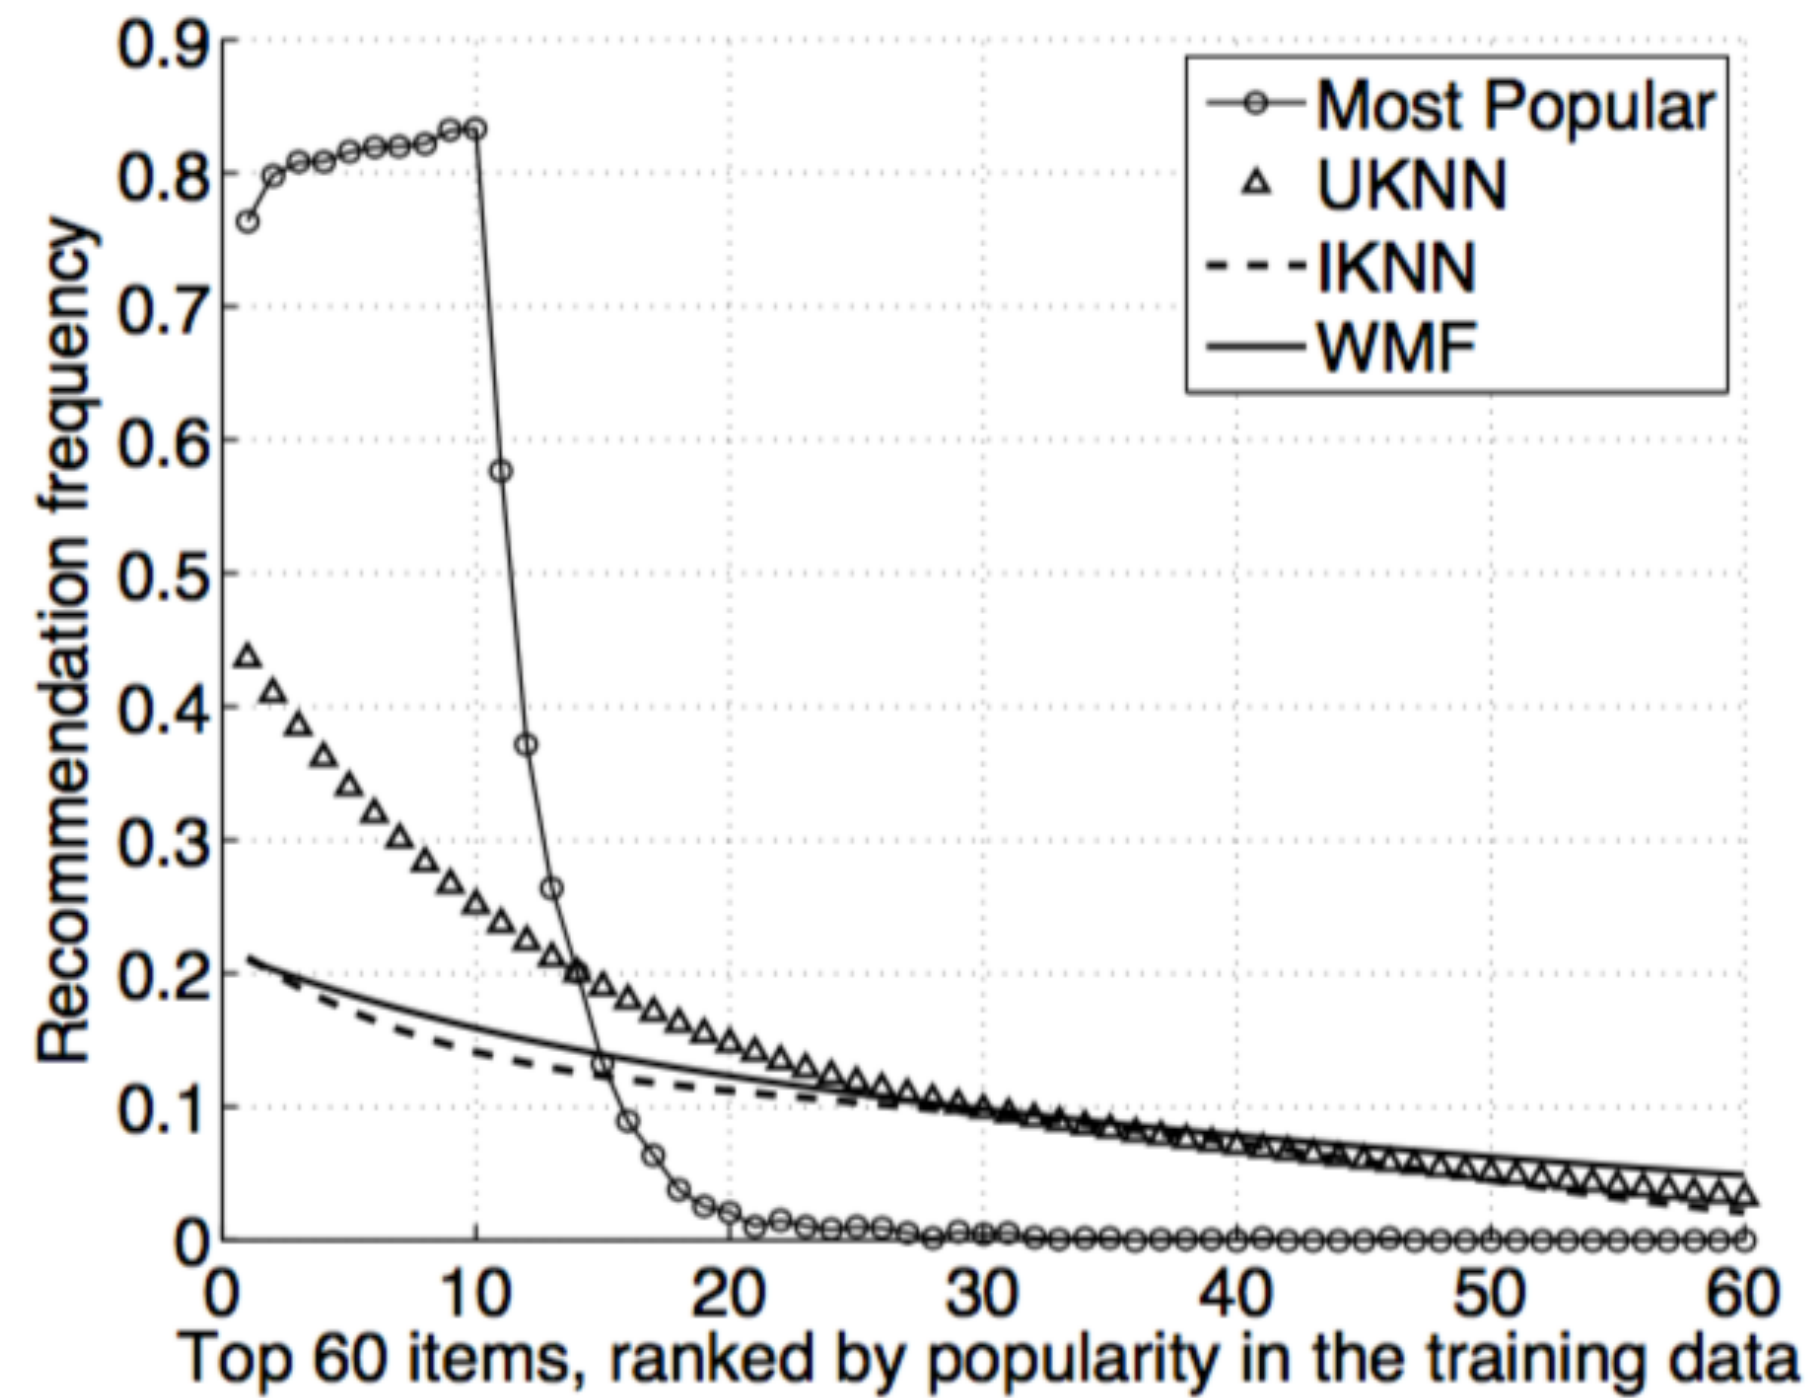 Recommendation frequency
0.9
0.8
0.7
0.6
0.5
0.4
0.3
0.2
0.1
0
Most Popular
UKNN
IKNN
WMF
0 10 20 30 40 50 60
Top 60 items, ranked by popularity in the training data